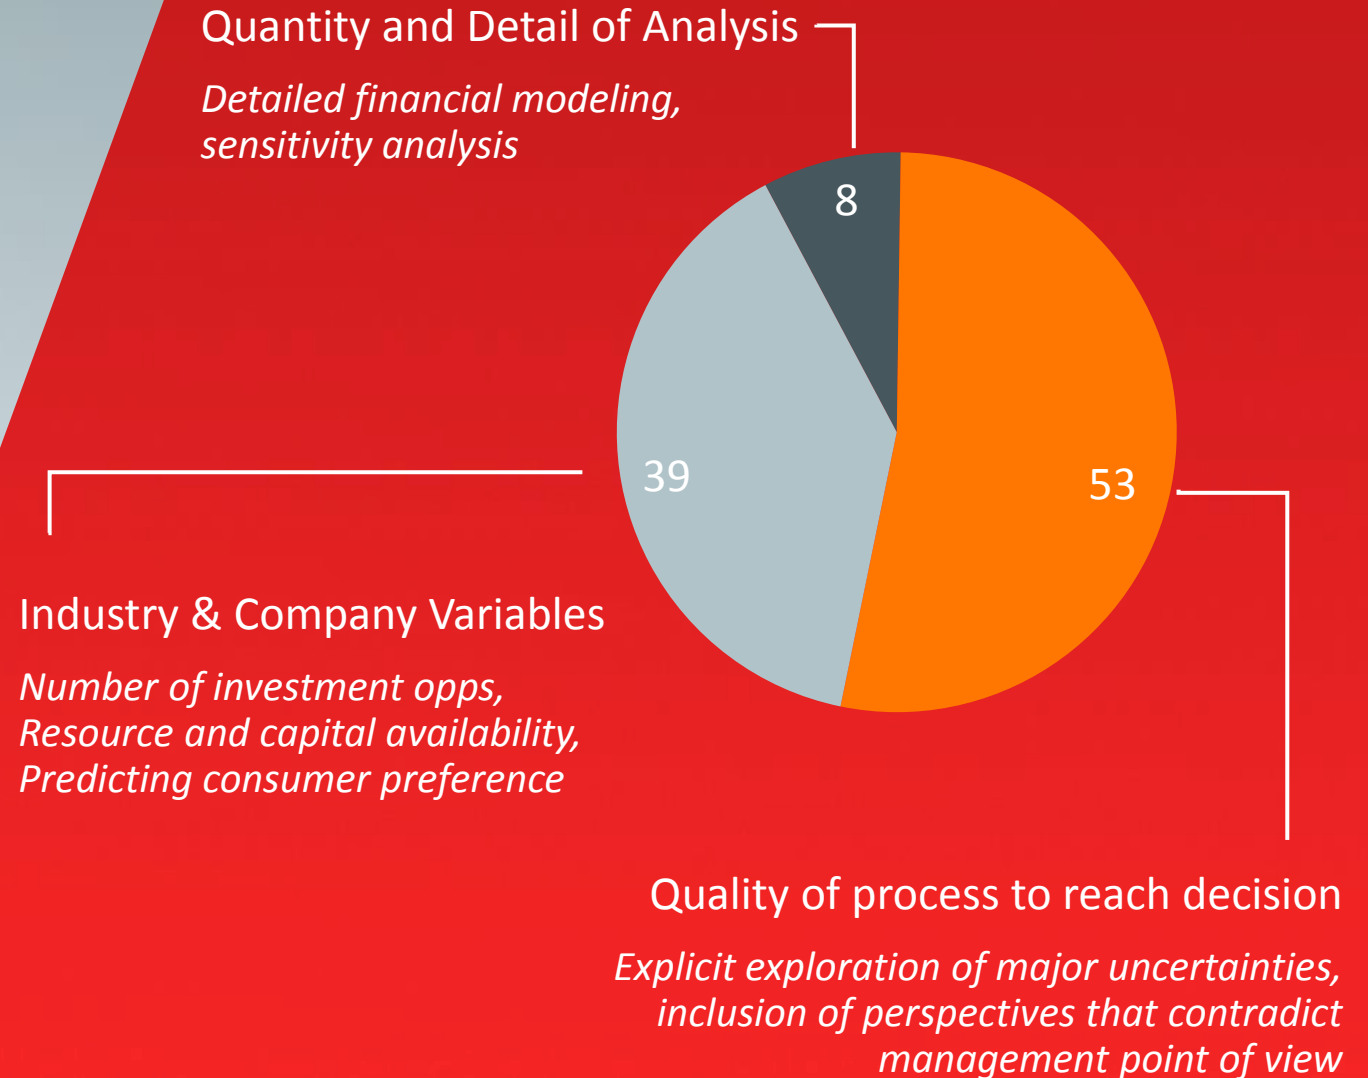 Quantity and Detail of Analysis
Detailed financial modeling,
sensitivity analysis
8
39
53
Industry & Company Variables
Number of investment opps,
Resource and capital availability,
Predicting consumer preference
Quality of process to reach decision
Explicit exploration of major uncertainties,
inclusion of perspectives that contradict
management point of view